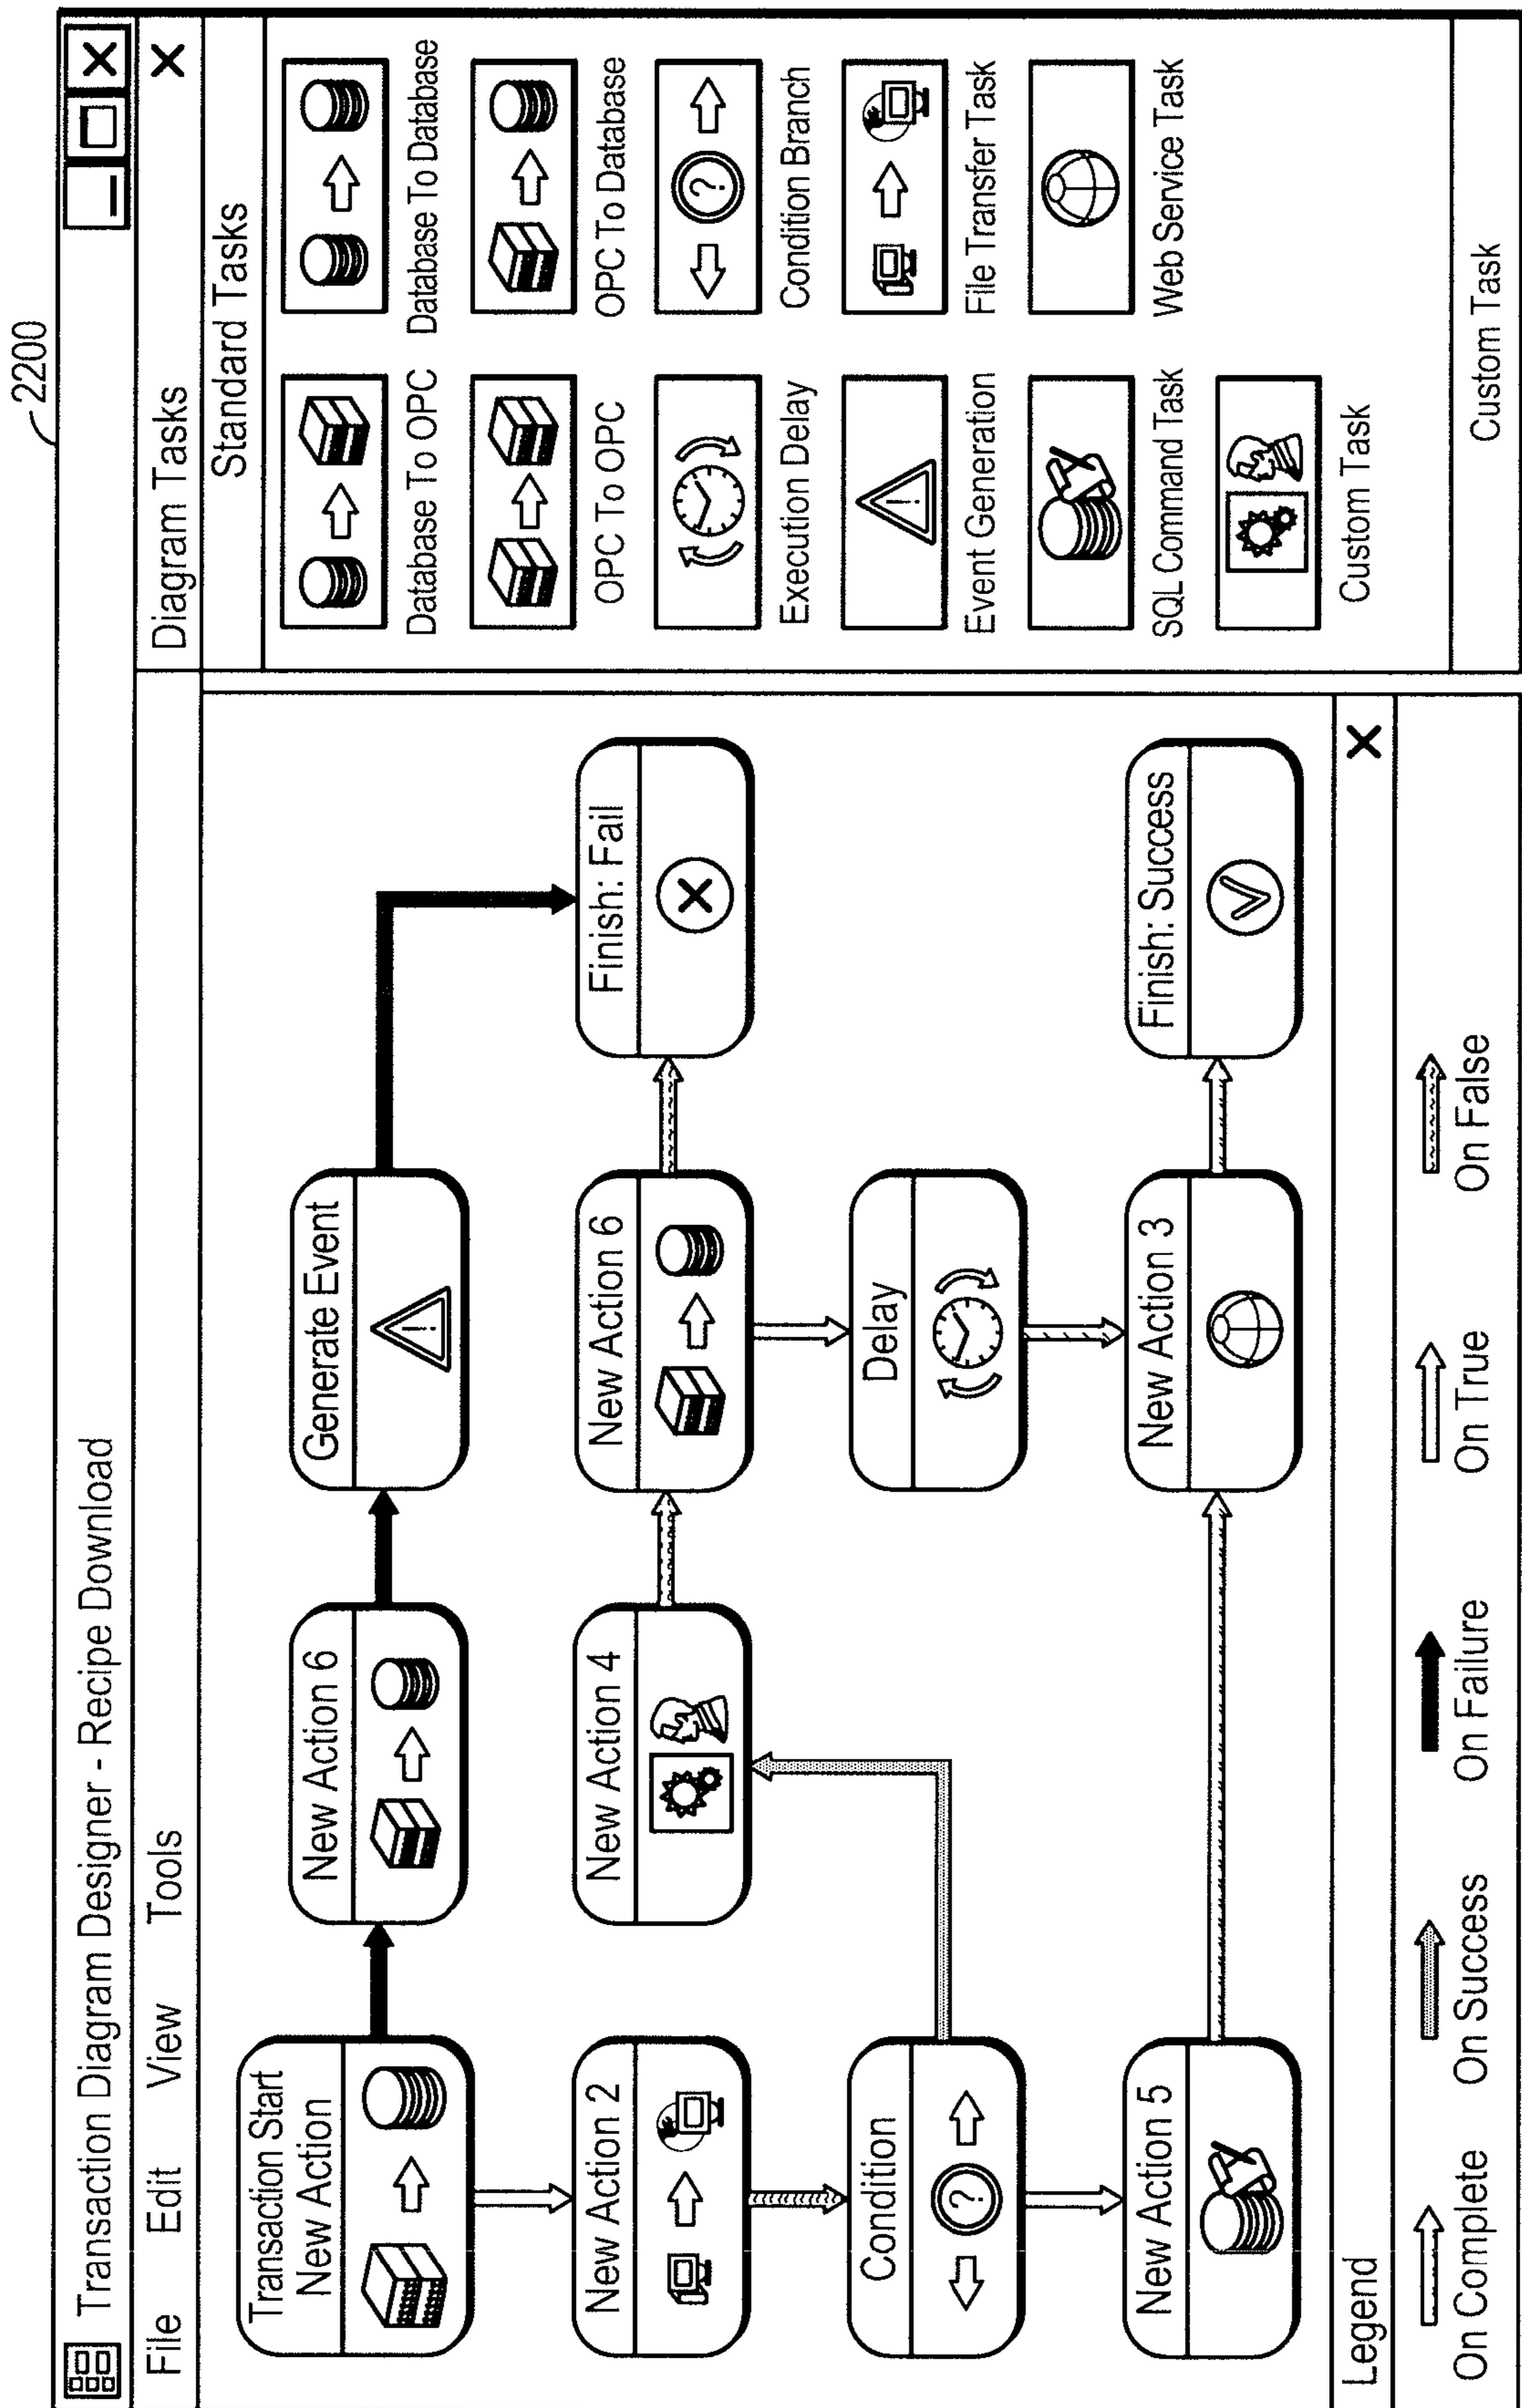 2200
Transaction Diagram Designer - Recipe Download
File Edit View Tools
Diagram Tasks
Standard Tasks
Database To OPC
Database To Database
OPC To OPC
OPC To Database
Execution Delay
Condition Branch
Event Generation
File Transfer Task
SQL Command Task
Web Service Task
Custom Task
Custom Task
Transaction Start
New Action
New Action 6
Generate Event
New Action 2
New Action 4
New Action 6
Finish: Fail
Condition
Delay
New Action 5
New Action 3
Finish: Success
Legend
On Complete
On Success
On Failure
On True
On False